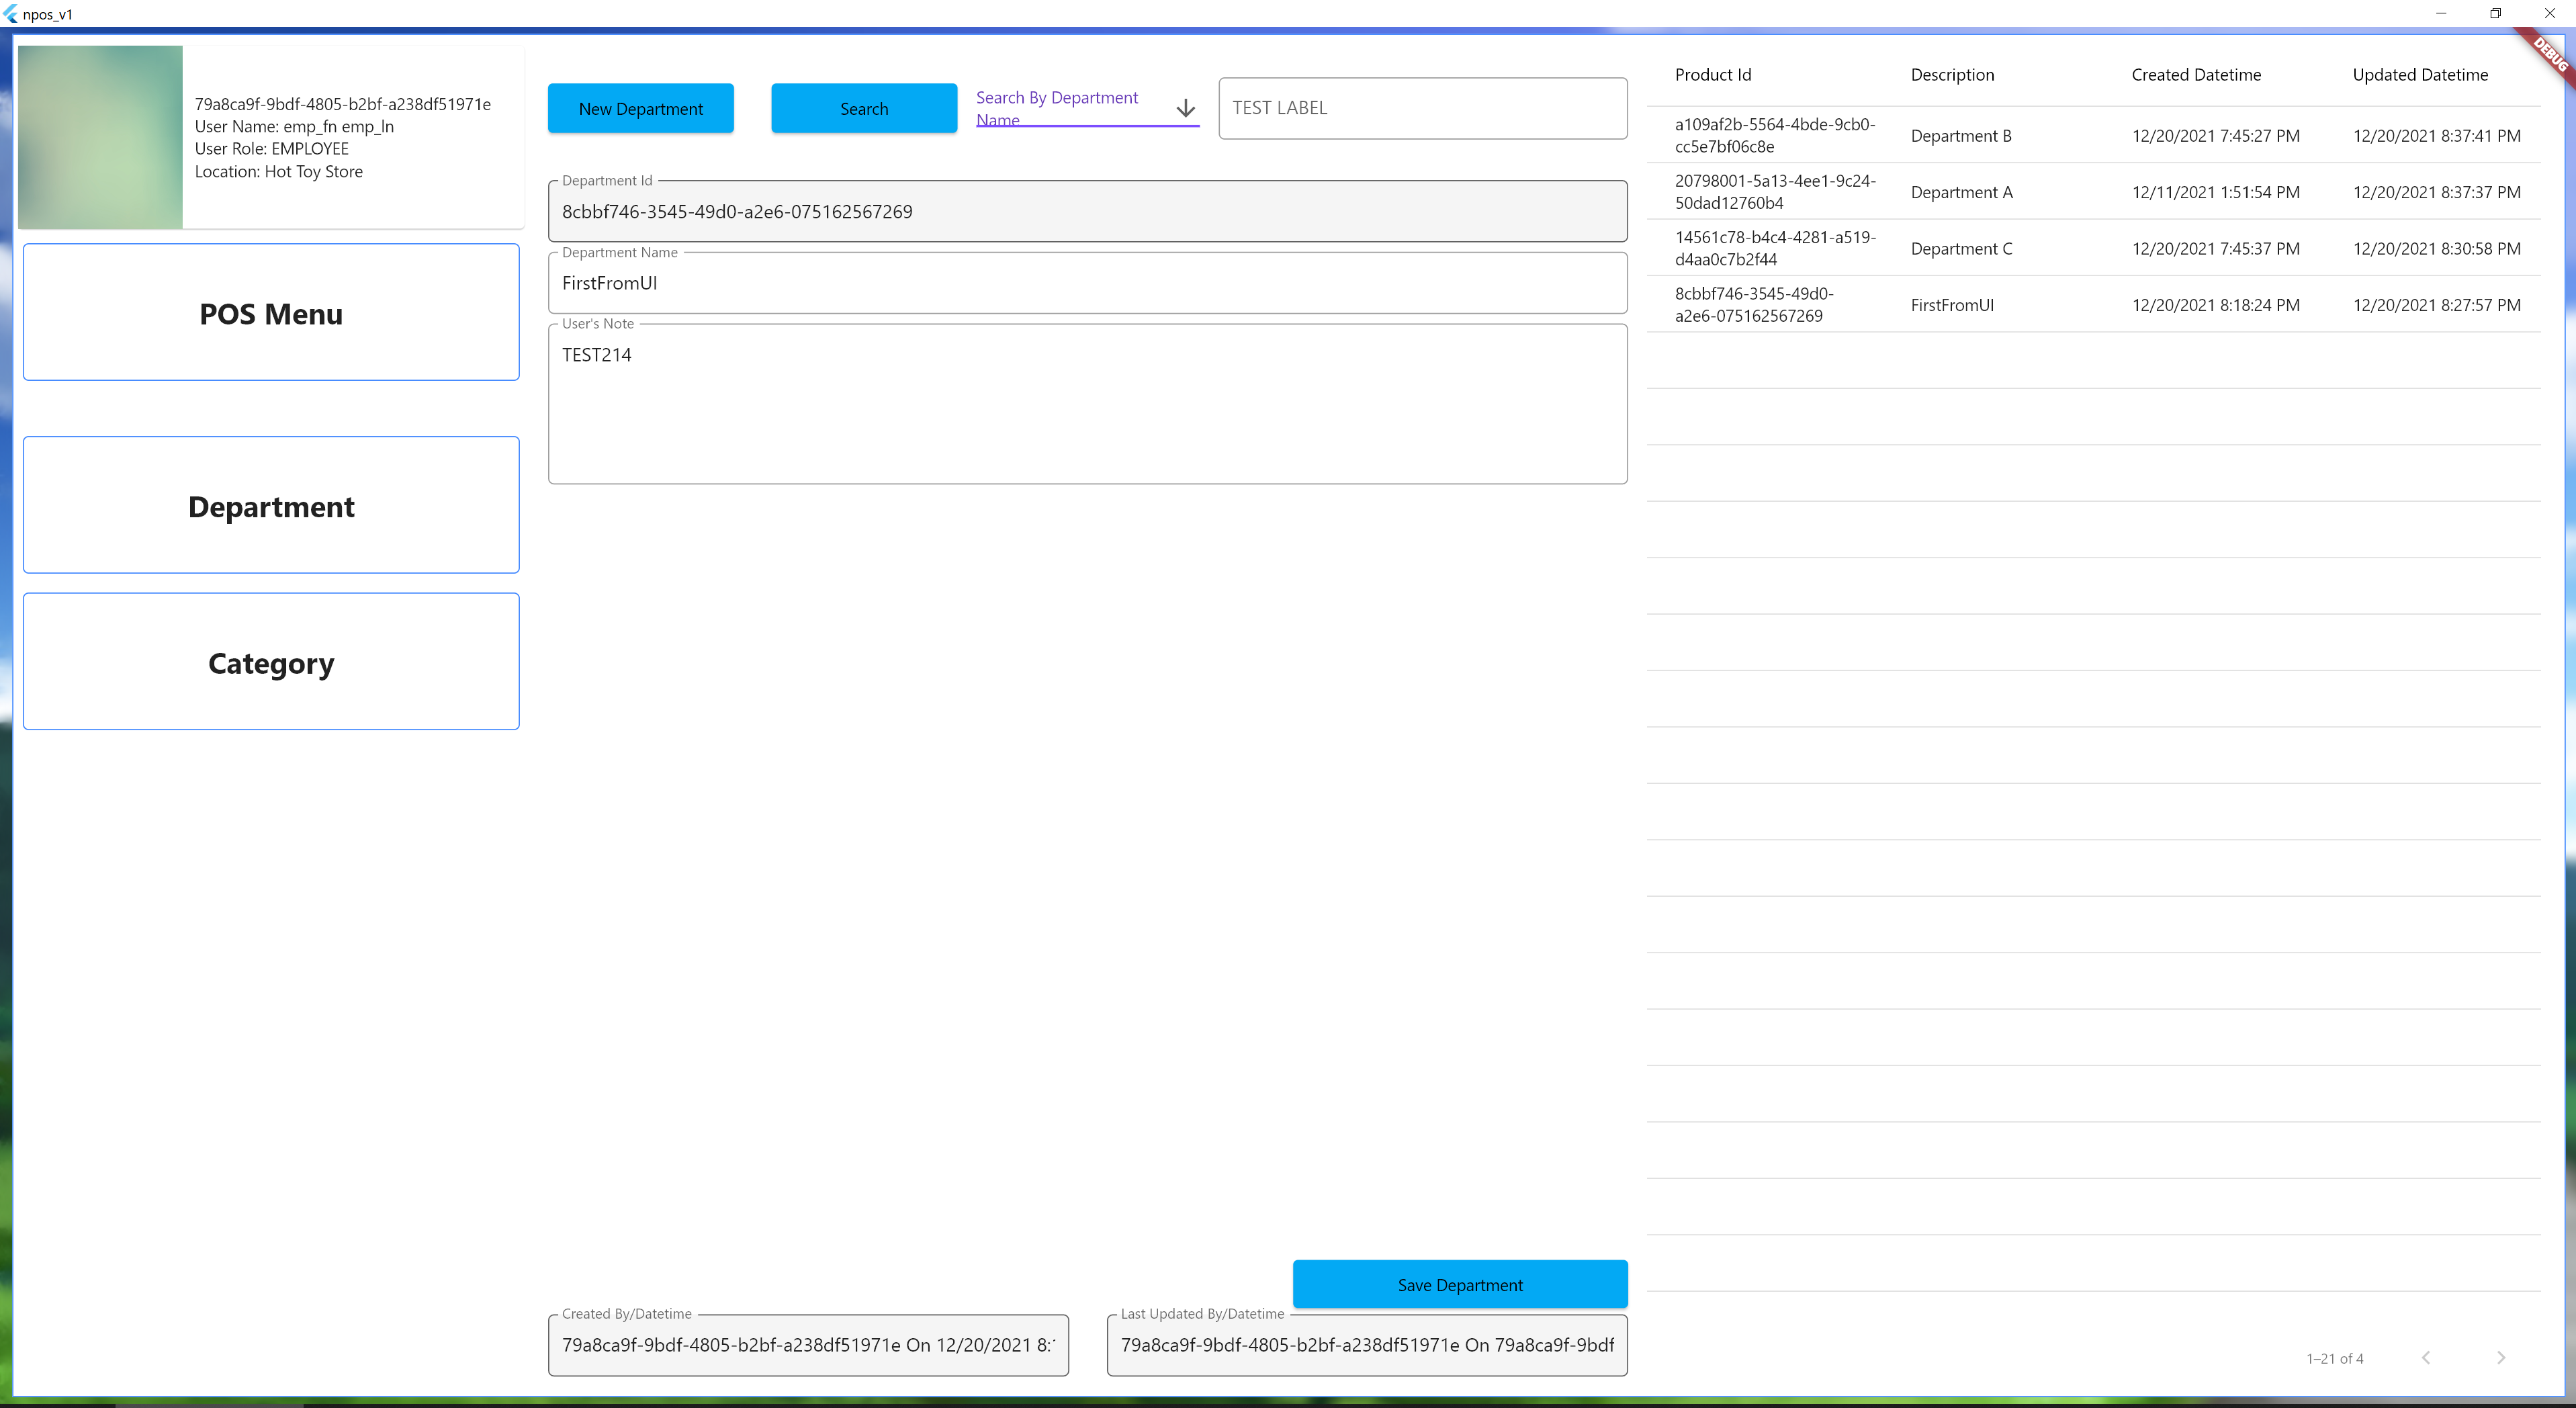 npos_v1
DEBUG
79a8ca9f-9bdf-4805-b2bf-a238df51971e
User Name: emp_fn emp_ln
User Role: EMPLOYEE
Location: Hot Toy Store
POS Menu
Department
Category
New Department
Search
Search By Department
Name
TEST LABEL
Department Id
8cbbf746-3545-49d0-a2e6-075162567269
Department Name
FirstFromUI
User's Note
TEST214
Save Department
Created By/Datetime
79a8ca9f-9bdf-4805-b2bf-a238df51971e On 12/20/2021 8:
Last Updated By/Datetime
79a8ca9f-9bdf-4805-b2bf-a238df51971e On 79a8ca9f-9bdf
Product Id Description Created Datetime Updated Datetime
a109af2b-5564-4bde-9cb0-
cc5e7bf06c8e
Department B 12/20/2021 7:45:27 PM 12/20/2021 8:37:41 PM
20798001-5a13-4ee1-9c24-
50dad12760b4
Department A 12/11/2021 1:51:54 PM 12/20/2021 8:37:37 PM
14561c78-b4c4-4281-a519-
d4aa0c7b2f44
Department C 12/20/2021 7:45:37 PM 12/20/2021 8:30:58 PM
8cbbf746-3545-49d0-
a2e6-075162567269
FirstFromUI 12/20/2021 8:18:24 PM 12/20/2021 8:27:57 PM
1–21 of 4